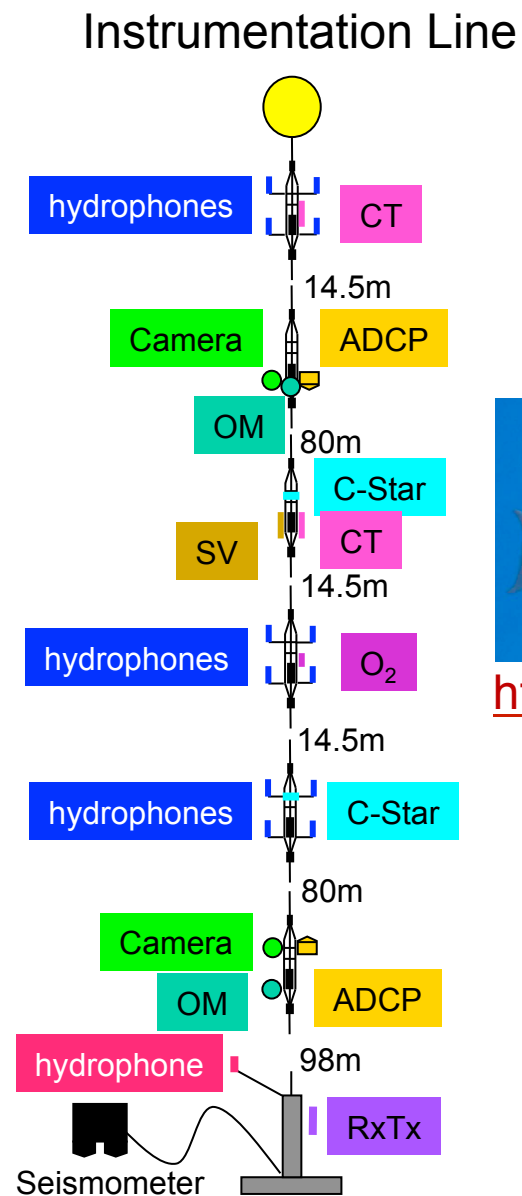 Instrumentation Line
hydrophones
CT
14.5m
Camera
ADCP
OM
80m
C-Star
SV
CT
14.5m
hydrophones
O₂
14.5m
hydrophones
C-Star
80m
Camera
OM
ADCP
hydrophone
98m
RxTx
Seismometer